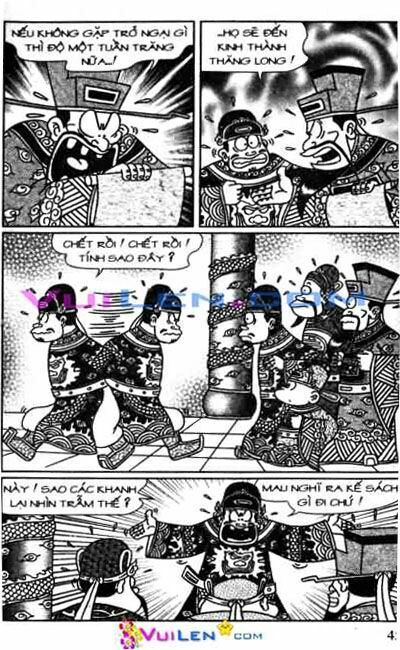 NẾU KHÔNG GẶP TRỞ NGẠI GÌ
THÌ ĐỘ MỘT TUẦN TRĂNG
NỮA...!
...HỌ SẼ ĐẾN
KINH THÀNH
THĂNG LONG!
CHẾT RỒI! CHẾT RỒI!
TÍNH SAO ĐÂY?
VUILEN.COM
NÀY! SAO CÁC KHANH
LẠI NHÌN TRẪM THẾ?
MAU NGHĨ RA KẾ SÁCH
GÌ ĐI CHỨ!
VUILEN.COM